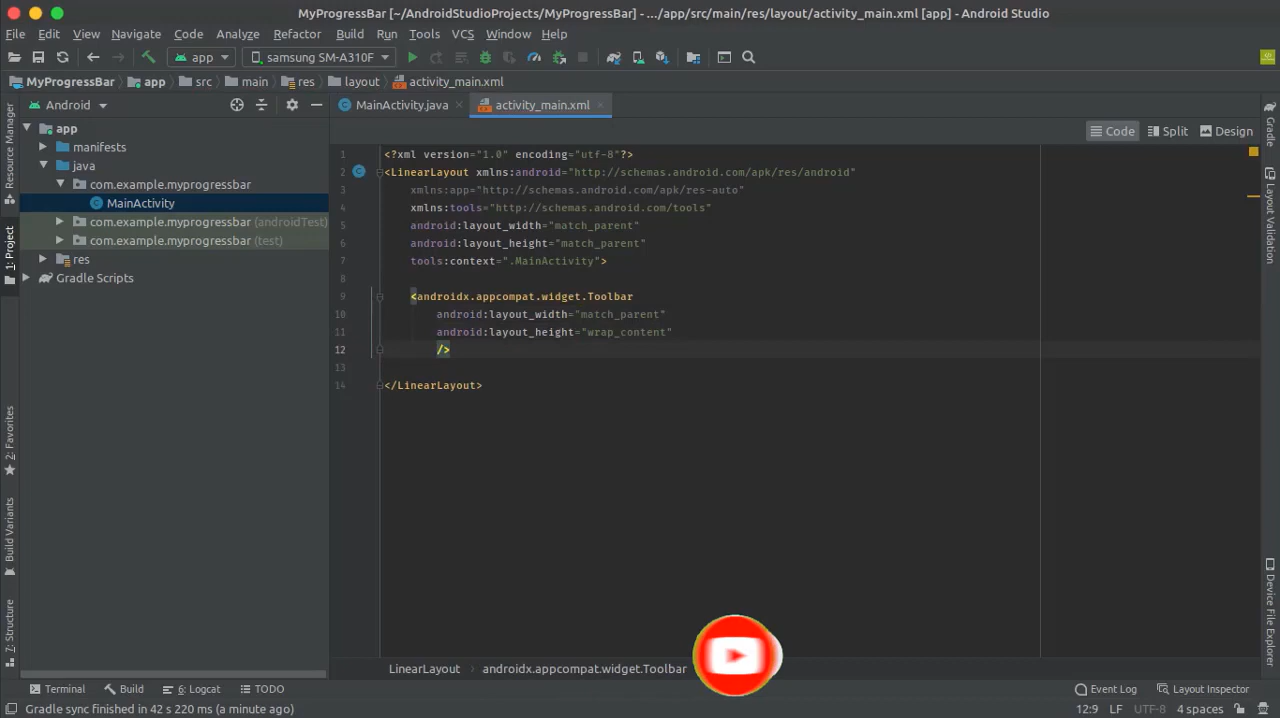 MyProgressBar [~/AndroidStudioProjects/MyProgressBar] - .../app/src/main/res/layout/activity_main.xml [app] - Android Studio
File Edit View Navigate Code Analyze Refactor Build Run Tools VCS Window Help
app samsung SM-A310F
MyProgressBar app src main res layout activity_main.xml
Android MainActivity.java activity_main.xml
Code Split Design
app
manifests
java
com.example.myprogressbar
MainActivity
com.example.myprogressbar (androidTest)
com.example.myprogressbar (test)
res
Gradle Scripts
1 <?xml version="1.0" encoding="utf-8"?>
2 <LinearLayout xmlns:android="http://schemas.android.com/apk/res/android"
3 xmlns:app="http://schemas.android.com/apk/res-auto"
4 xmlns:tools="http://schemas.android.com/tools"
5 android:layout_width="match_parent"
6 android:layout_height="match_parent"
7 tools:context=".MainActivity">
8
9 <androidx.appcompat.widget.Toolbar
10 android:layout_width="match_parent"
11 android:layout_height="wrap_content"
12 />
13
14 </LinearLayout>
Resource Manager
1: Project
2: Favorites
Build Variants
7: Structure
Gradle
Layout Validation
Device File Explorer
LinearLayout androidx.appcompat.widget.Toolbar
Terminal Build 6: Logcat TODO Event Log Layout Inspector
Gradle sync finished in 42 s 220 ms (a minute ago) 12:9 LF UTF-8 4 spaces